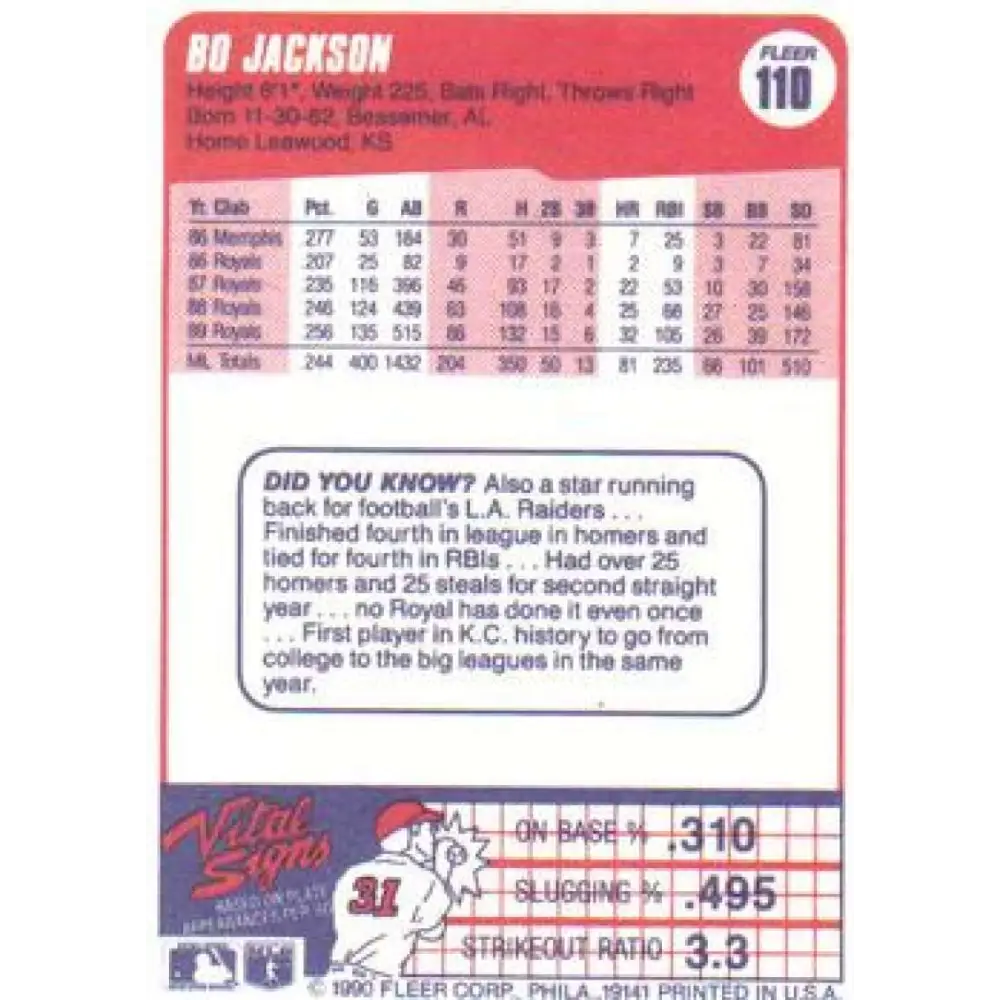 BO JACKSON
FLEER
110
Height 6'1", Weight 225, Bats Right, Throws Right
Born 11-30-62, Bessemer, AL
Home Leawood, KS
Yr. Club Pct. G AB R H 2B 3B HR RBI SB BB SO
86 Memphis .277 53 184 30 51 9 3 7 25 3 22 81
86 Royals .207 25 82 9 17 2 1 2 9 3 7 34
87 Royals .235 116 396 46 93 17 2 22 53 10 30 158
88 Royals .246 124 439 63 108 16 4 25 68 27 25 146
89 Royals .256 135 515 86 132 15 6 32 105 26 39 172
ML Totals .244 400 1432 204 350 50 13 81 235 66 101 510
DID YOU KNOW? Also a star running
back for football's L.A. Raiders . . .
Finished fourth in league in homers and
tied for fourth in RBIs . . . Had over 25
homers and 25 steals for second straight
year . . . no Royal has done it even once
. . . First player in K.C. history to go from
college to the big leagues in the same
year.
Vital
Signs
BASED ON PLATE
APPEARANCES PER
31
ON BASE % .310
SLUGGING % .495
STRIKEOUT RATIO 3.3
© 1990 FLEER CORP., PHILA. 19141 PRINTED IN U.S.A.